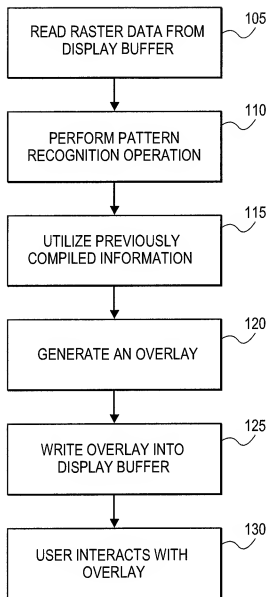 READ RASTER DATA FROM
DISPLAY BUFFER
105
PERFORM PATTERN
RECOGNITION OPERATION
110
UTILIZE PREVIOUSLY
COMPILED INFORMATION
115
GENERATE AN OVERLAY
120
WRITE OVERLAY INTO
DISPLAY BUFFER
125
USER INTERACTS WITH
OVERLAY
130